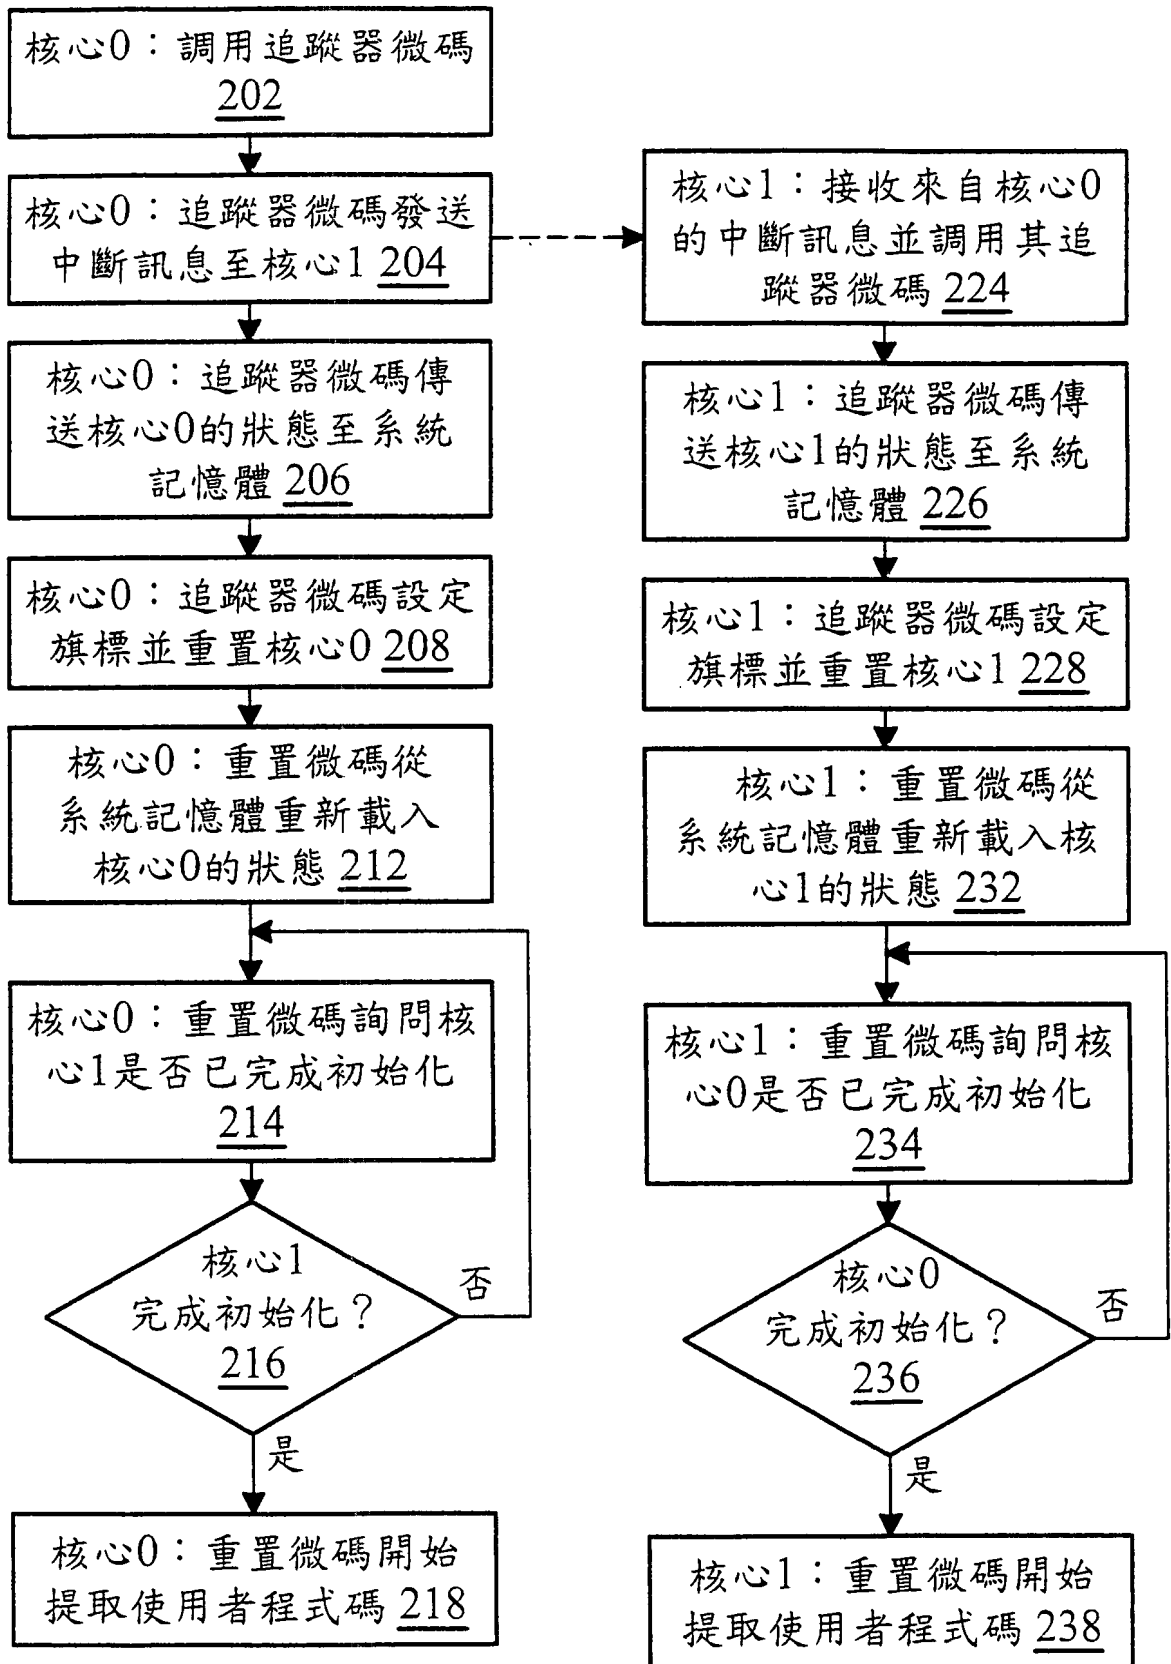 核心0：調用追蹤器微碼
202
核心0：追蹤器微碼發送
中斷訊息至核心1 204
核心0：追蹤器微碼傳
送核心0的狀態至系統
記憶體 206
核心0：追蹤器微碼設定
旗標並重置核心0 208
核心0：重置微碼從
系統記憶體重新載入
核心0的狀態 212
核心0：重置微碼詢問核
心1是否已完成初始化
214
核心1
完成初始化？
216
否
是
核心0：重置微碼開始
提取使用者程式碼 218
核心1：接收來自核心0
的中斷訊息並調用其追
蹤器微碼 224
核心1：追蹤器微碼傳
送核心1的狀態至系統
記憶體 226
核心1：追蹤器微碼設定
旗標並重置核心1 228
核心1：重置微碼從
系統記憶體重新載入核
心1的狀態 232
核心1：重置微碼詢問核
心0是否已完成初始化
234
核心0
完成初始化？
236
否
是
核心1：重置微碼開始
提取使用者程式碼 238